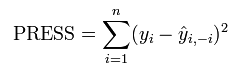 PRESS = \sum_{i=1}^{n} (y_i - \hat{y}_{i,-i})^2